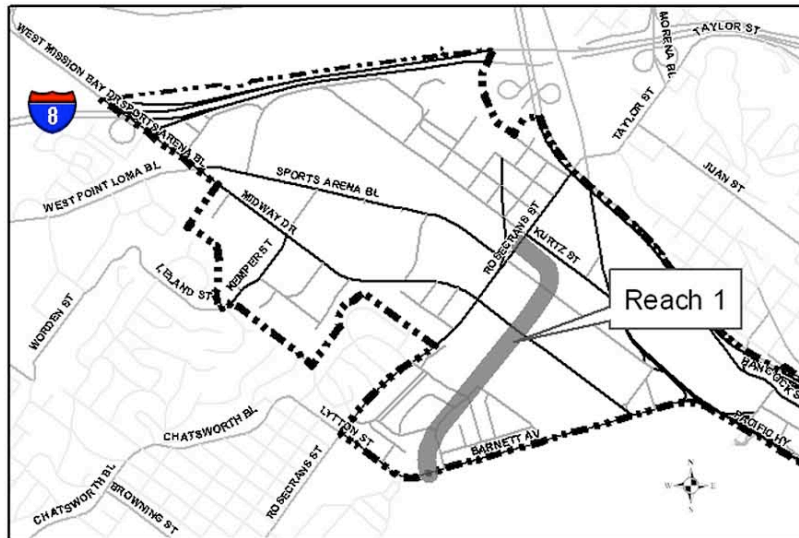 WEST MISSION BAY DR
SPORTS ARENA BL
8
MORENA BL
TAYLOR ST
TAYLOR ST
JUAN ST
WEST POINT LOMA BL
SPORTS ARENA BL
MIDWAY DR
KEMPER ST
LELAND ST
WORDEN ST
ROSECRANS ST
KURTZ ST
Reach 1
HANCOCK S
PACIFIC HY
CHATSWORTH BL
LYTTON ST
BARNETT AV
ROSECRANS ST
CHATSWORTH BL
BROWNING ST
W
E